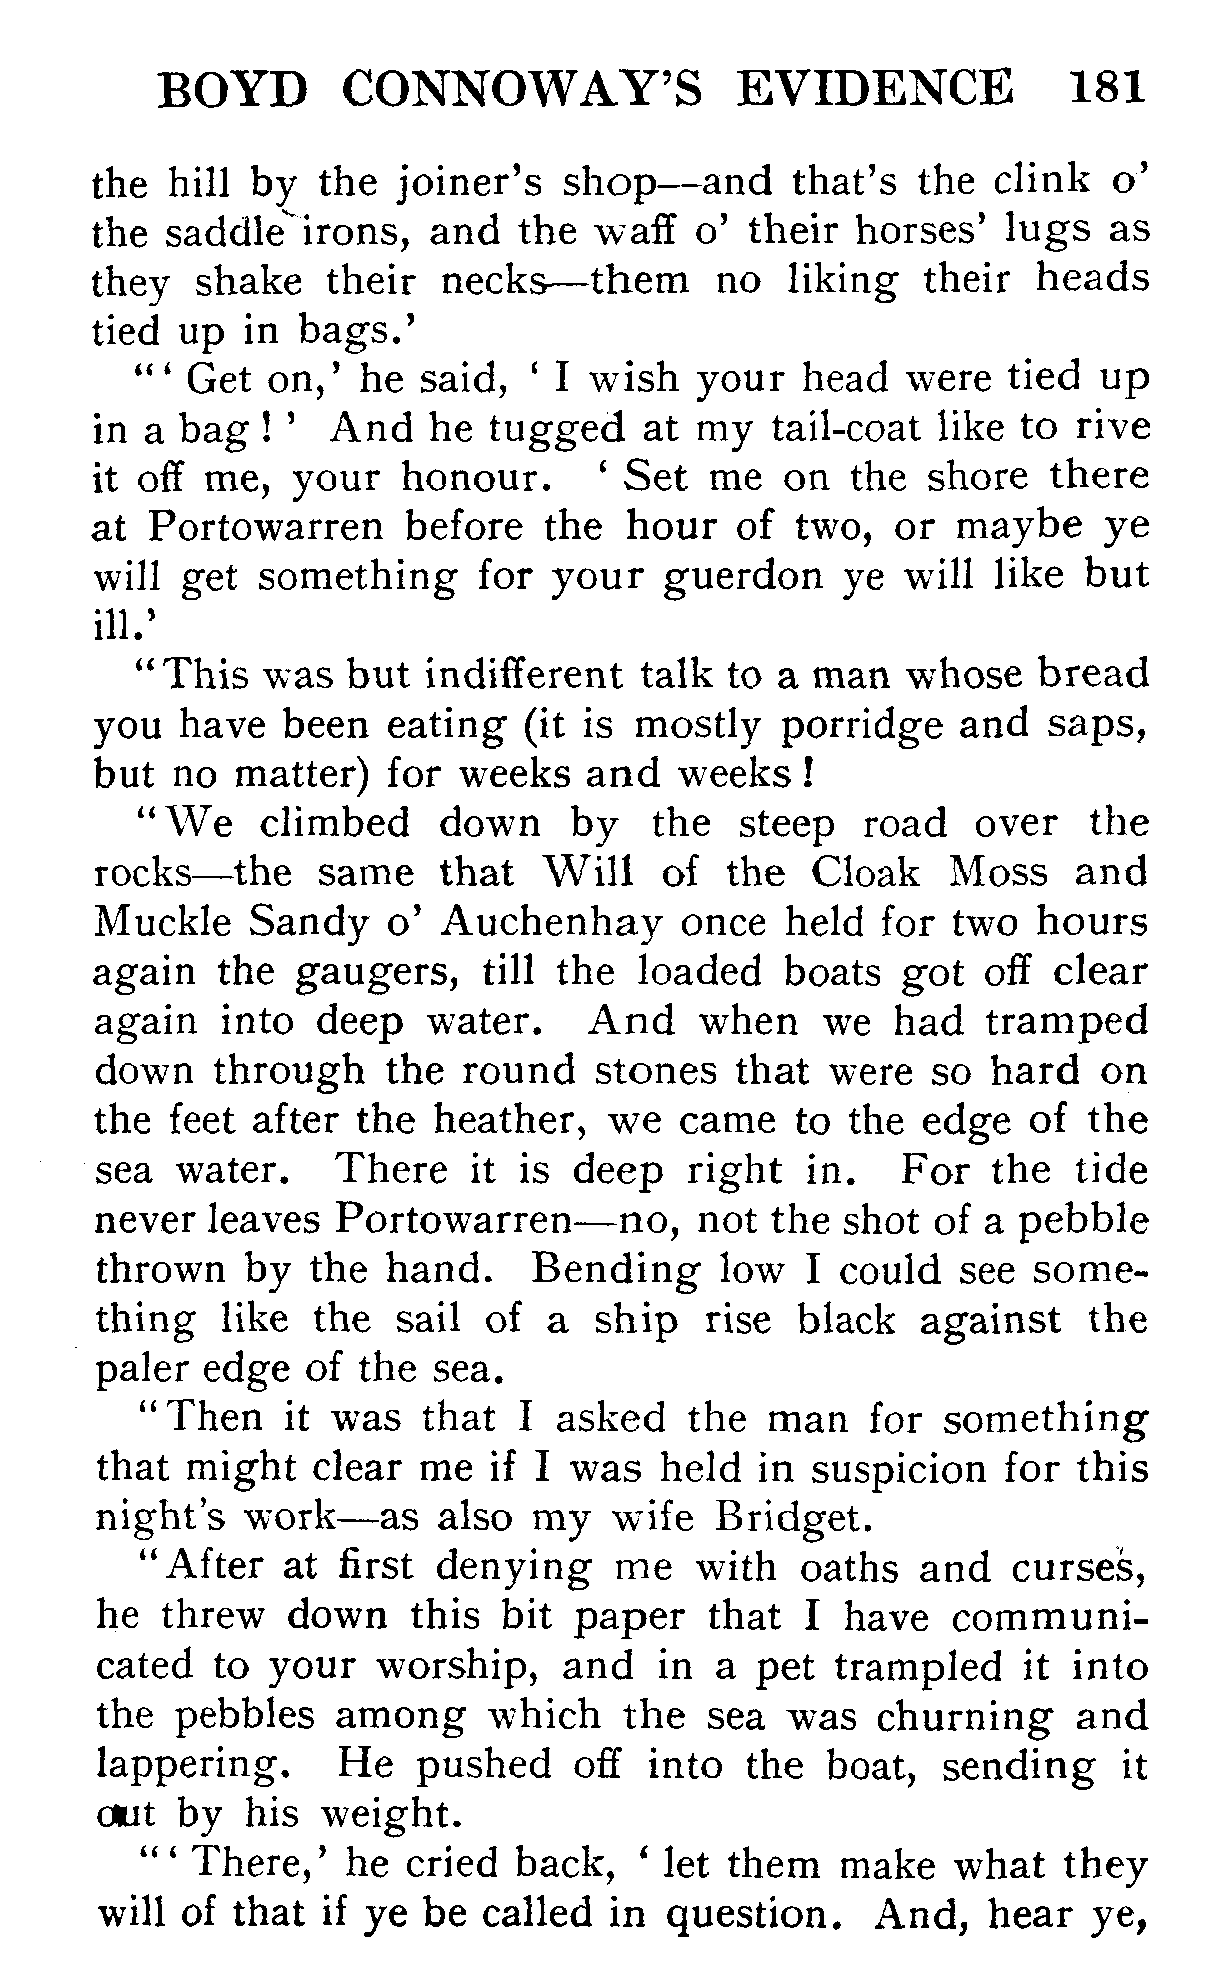 BOYD CONNOWAY'S EVIDENCE 181
the hill by the joiner's shop—and that's the clink o'
the saddle irons, and the waff o' their horses' lugs as
they shake their necks—them no liking their heads
tied up in bags.'
"' Get on,' he said, ' I wish your head were tied up
in a bag ! ' And he tugged at my tail-coat like to rive
it off me, your honour. ' Set me on the shore there
at Portowarren before the hour of two, or maybe ye
will get something for your guerdon ye will like but
ill.'
"This was but indifferent talk to a man whose bread
you have been eating (it is mostly porridge and saps,
but no matter) for weeks and weeks !
"We climbed down by the steep road over the
rocks—the same that Will of the Cloak Moss and
Muckle Sandy o' Auchenhay once held for two hours
again the gaugers, till the loaded boats got off clear
again into deep water. And when we had tramped
down through the round stones that were so hard on
the feet after the heather, we came to the edge of the
sea water. There it is deep right in. For the tide
never leaves Portowarren—no, not the shot of a pebble
thrown by the hand. Bending low I could see some-
thing like the sail of a ship rise black against the
paler edge of the sea.
"Then it was that I asked the man for something
that might clear me if I was held in suspicion for this
night's work—as also my wife Bridget.
"After at first denying me with oaths and curses,
he threw down this bit paper that I have communi-
cated to your worship, and in a pet trampled it into
the pebbles among which the sea was churning and
lappering. He pushed off into the boat, sending it
out by his weight.
"' There,' he cried back, ' let them make what they
will of that if ye be called in question. And, hear ye,